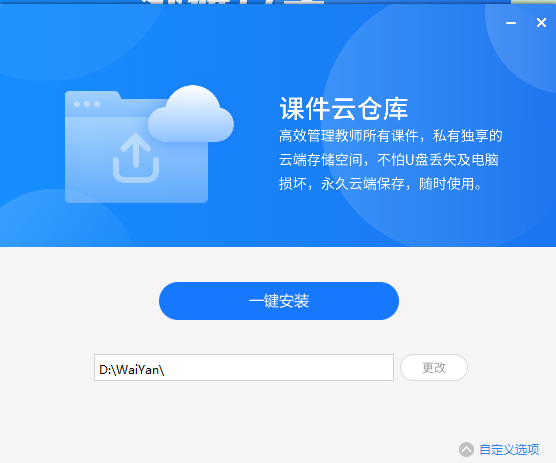 课件云仓库
高效管理教师所有课件，私有独享的
云端存储空间，不怕U盘丢失及电脑
损坏，永久云端保存，随时使用。
一键安装
D:\WaiYan\
更改
自定义选项